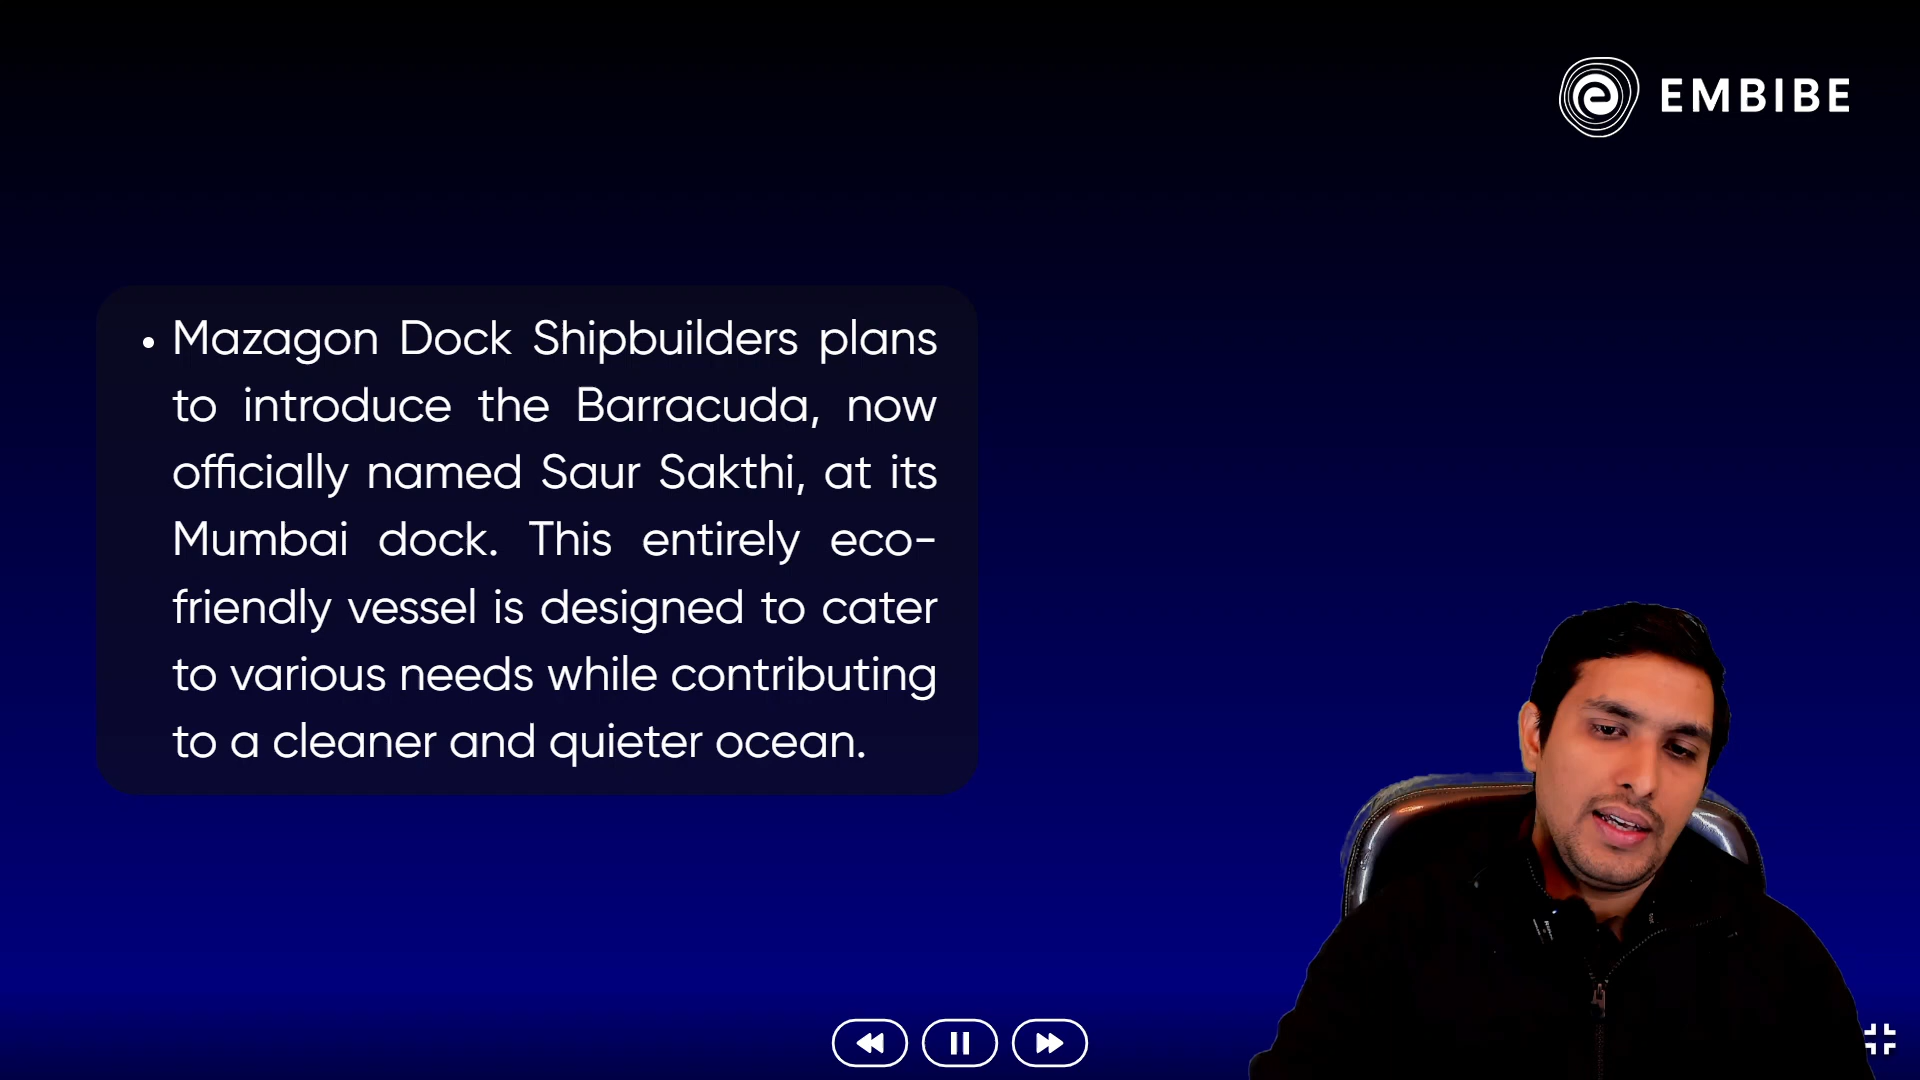 EMBIBE
• Mazagon Dock Shipbuilders plans
to introduce the Barracuda, now
officially named Saur Sakthi, at its
Mumbai dock. This entirely eco-
friendly vessel is designed to cater
to various needs while contributing
to a cleaner and quieter ocean.